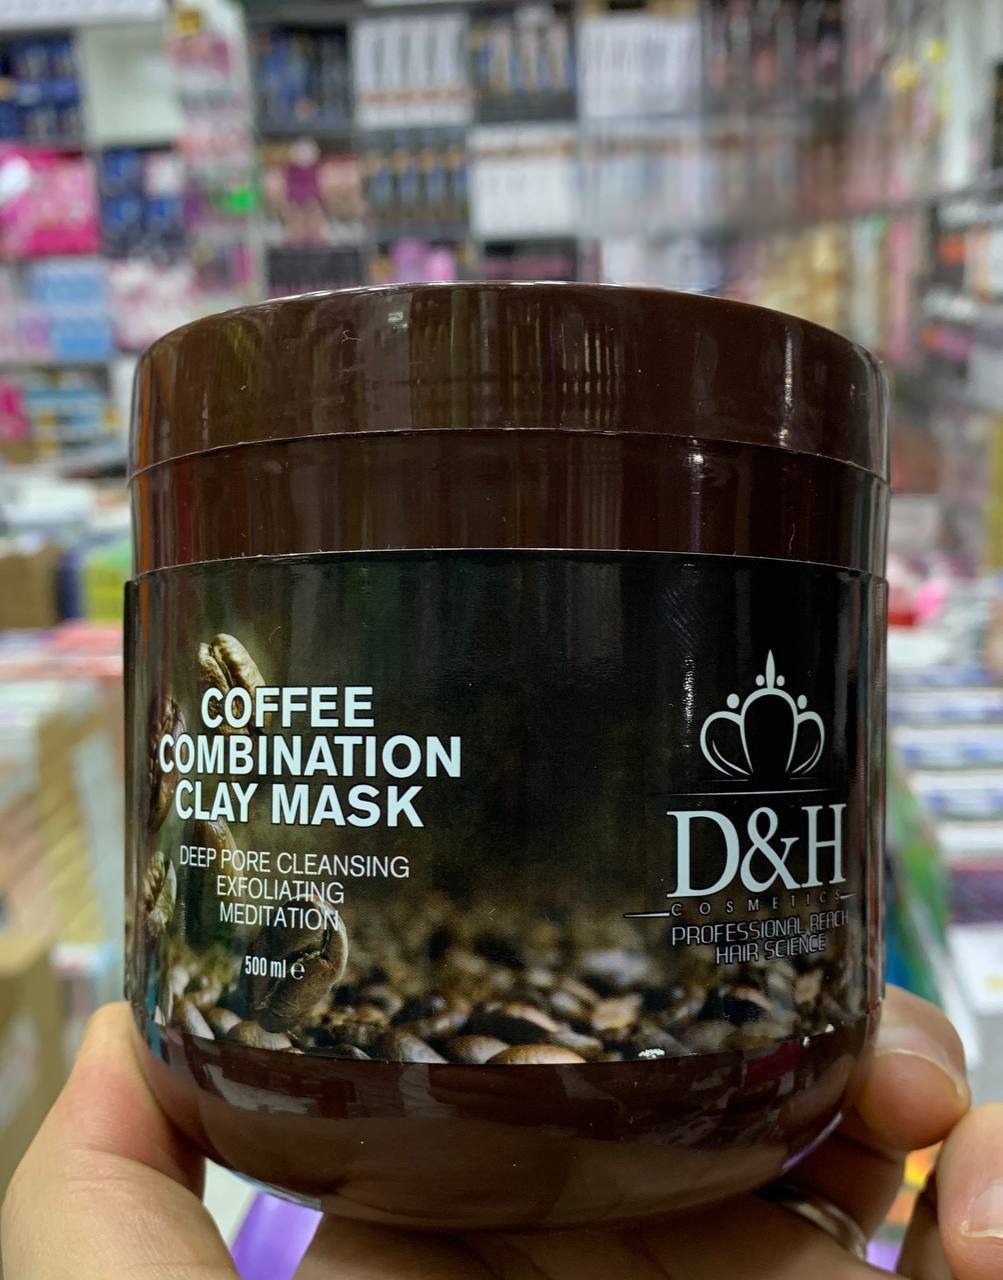 COFFEE
COMBINATION
CLAY MASK
DEEP PORE CLEANSING
EXFOLIATING
MEDITATION
500 ml ℮
D&H
COSMETICS
PROFESSIONAL REACH
HAIR SCIENCE